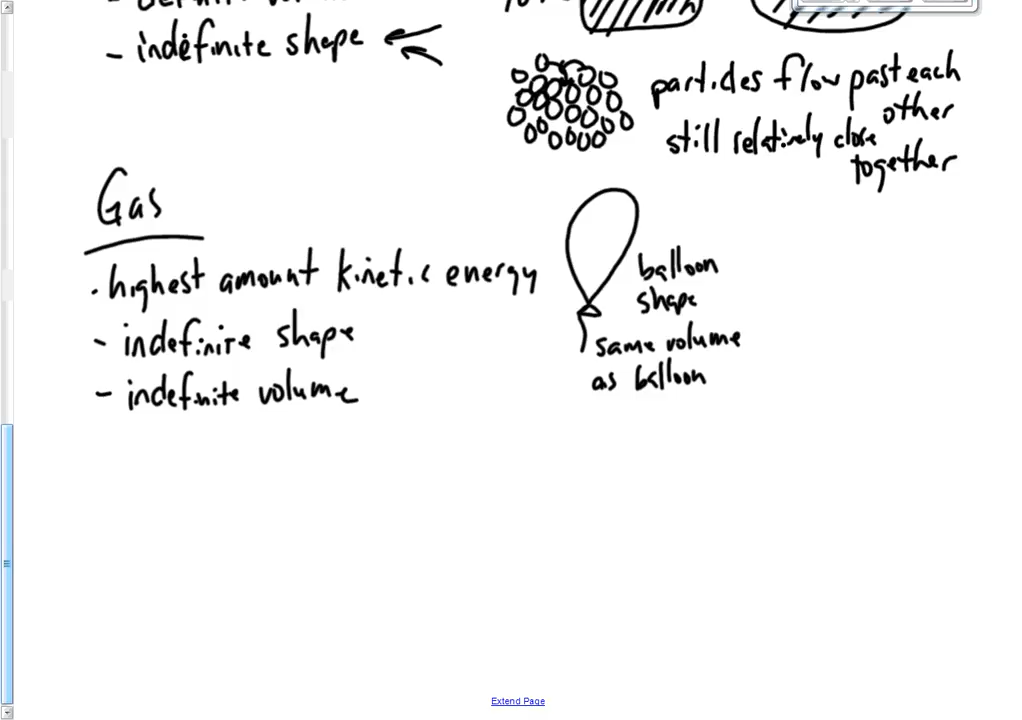 - indefinite shape
particles flow past each
other
still relatively close
together
Gas
. highest amount kinetic energy
- indefinire shape
- indefinite volume
balloon
shape
same volume
as balloon
Extend Page